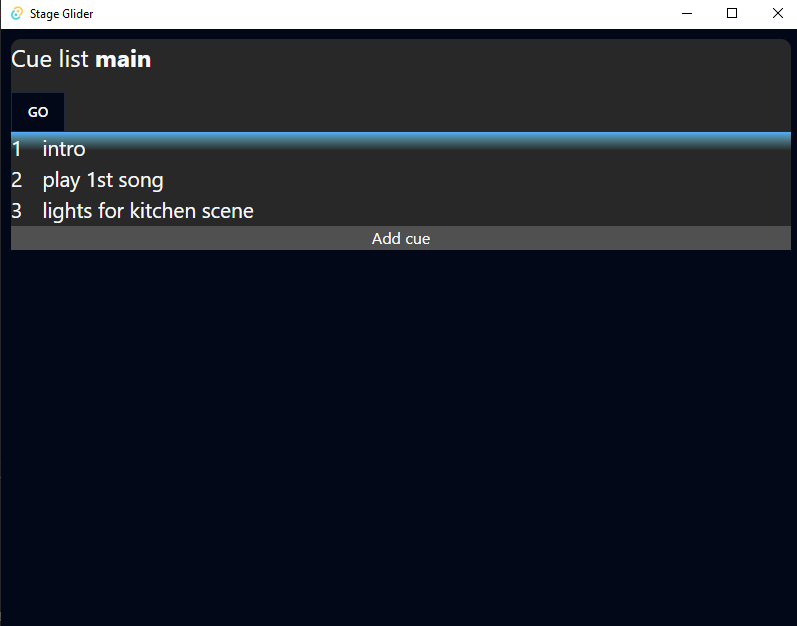 Stage Glider
Cue list main
GO
1 intro
2 play 1st song
3 lights for kitchen scene
Add cue